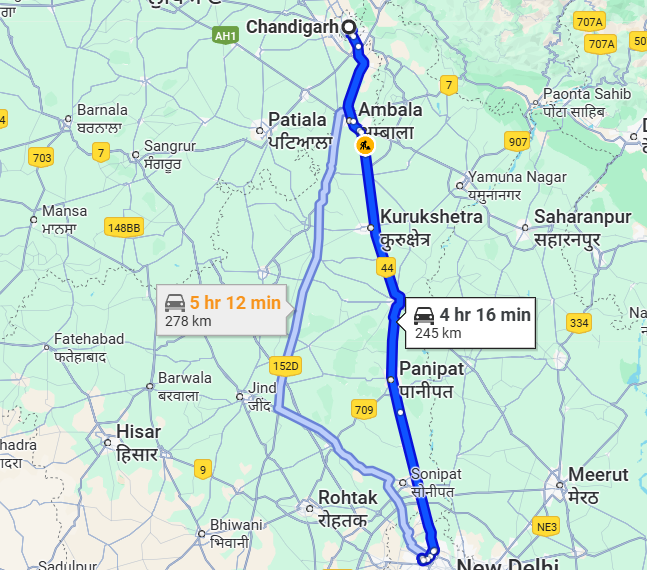 707A
Chandigarh
AH1
707A
7
Paonta Sahib
पोंटा साहिब
Barnala
ਬਰਨਾਲਾ
Patiala
ਪਟਿਆਲਾ
Ambala
अम्बाला
907
703
7
Sangrur
ਸੰਗਰੂਰ
Yamuna Nagar
यमुनानगर
Mansa
ਮਾਨਸਾ
148BB
Kurukshetra
कुरुक्षेत्र
Saharanpur
सहारनपुर
44
5 hr 12 min
278 km
4 hr 16 min
245 km
334
Fatehabad
फतेहाबाद
152D
Panipat
पानीपत
Barwala
बरवाला
Jind
जींद
709
Hisar
हिसार
9
Sonipat
सोनीपत
Meerut
मेरठ
Rohtak
रोहतक
NE3
Bhiwani
भिवानी
Sadulpur
New Delhi